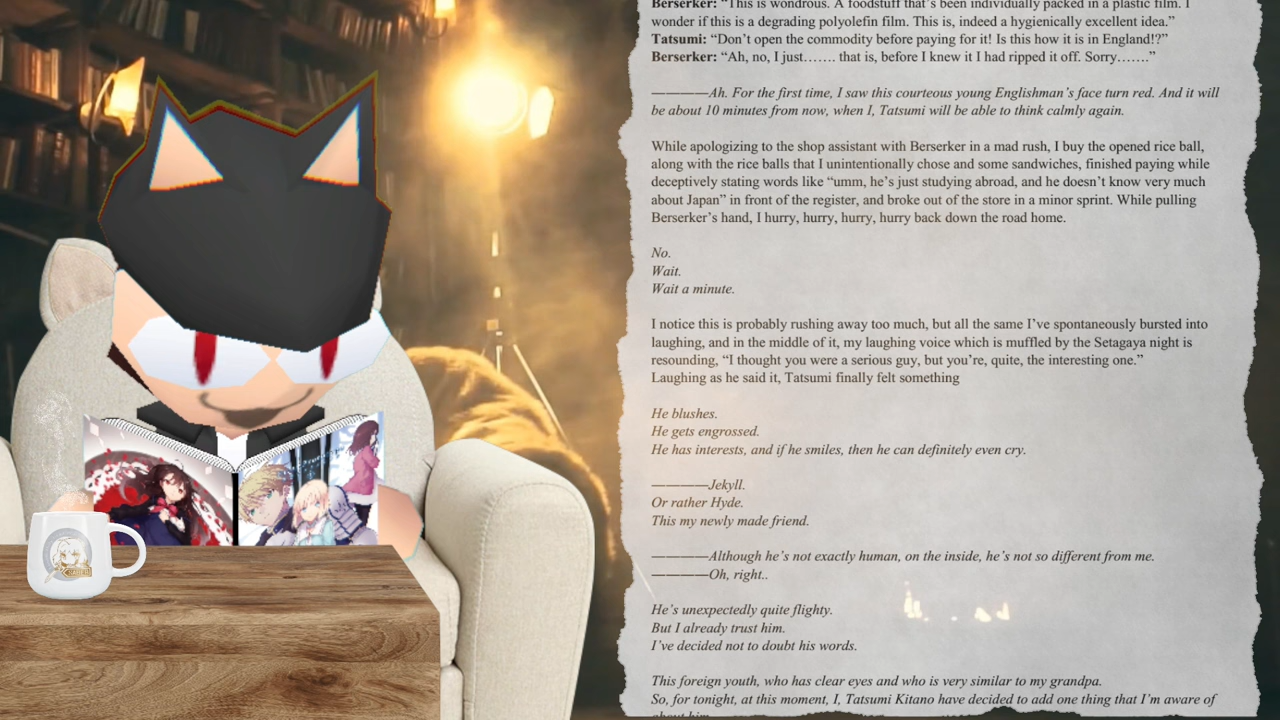 Berserker: “This is wondrous. A foodstuff that’s been individually packed in a plastic film. I
wonder if this is a degrading polyolefin film. This is, indeed a hygienically excellent idea.”
Tatsumi: “Don’t open the commodity before paying for it! Is this how it is in England!?”
Berserker: “Ah, no, I just……. that is, before I knew it I had ripped it off. Sorry…….”
————Ah. For the first time, I saw this courteous young Englishman’s face turn red. And it will
be about 10 minutes from now, when I, Tatsumi will be able to think calmly again.
While apologizing to the shop assistant with Berserker in a mad rush, I buy the opened rice ball,
along with the rice balls that I unintentionally chose and some sandwiches, finished paying while
deceptively stating words like “umm, he’s just studying abroad, and he doesn’t know very much
about Japan” in front of the register, and broke out of the store in a minor sprint. While pulling
Berserker’s hand, I hurry, hurry, hurry, hurry back down the road home.
No.
Wait.
Wait a minute.
I notice this is probably rushing away too much, but all the same I’ve spontaneously bursted into
laughing, and in the middle of it, my laughing voice which is muffled by the Setagaya night is
resounding, “I thought you were a serious guy, but you’re, quite, the interesting one.”
Laughing as he said it, Tatsumi finally felt something
He blushes.
He gets engrossed.
He has interests, and if he smiles, then he can definitely even cry.
————Jekyll.
Or rather Hyde.
This my newly made friend.
————Although he’s not exactly human, on the inside, he’s not so different from me.
————Oh, right..
He’s unexpectedly quite flighty.
But I already trust him.
I’ve decided not to doubt his words.
This foreign youth, who has clear eyes and who is very similar to my grandpa.
So, for tonight, at this moment, I, Tatsumi Kitano have decided to add one thing that I’m aware of
about him